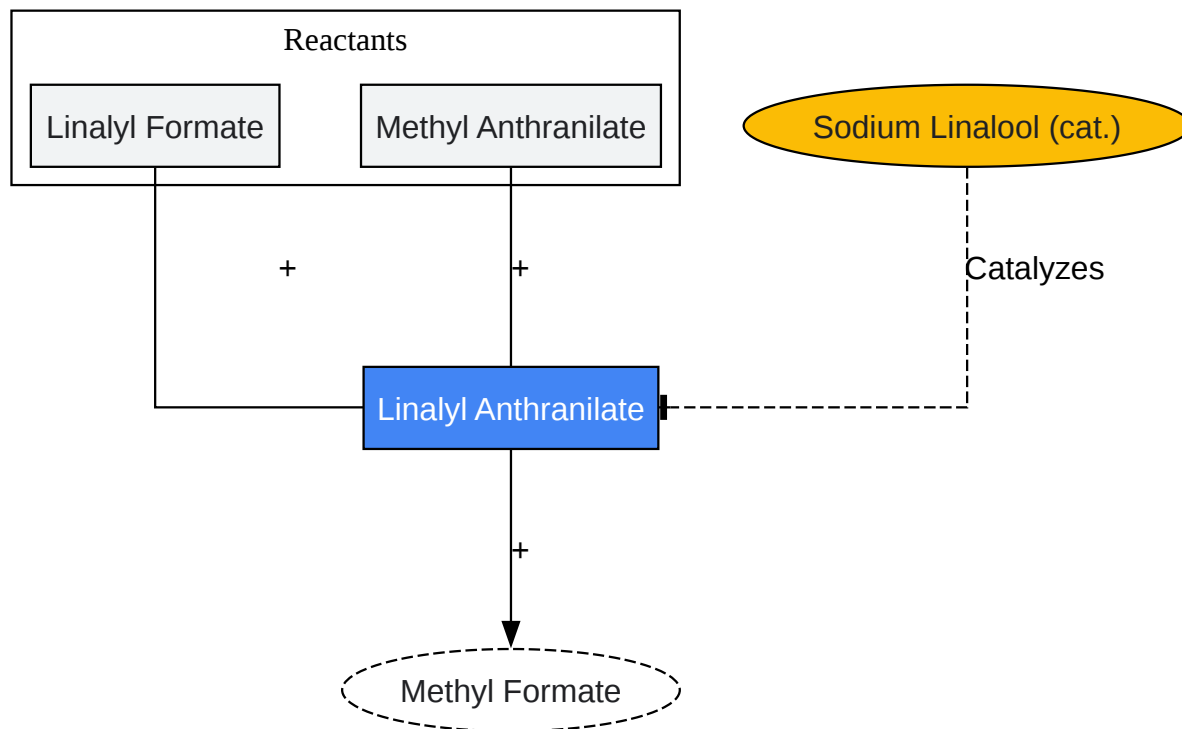 Reactants
Linalyl Formate
Methyl Anthranilate
Sodium Linalool (cat.)
+
+
Catalyzes
Linalyl Anthranilate
+
Methyl Formate